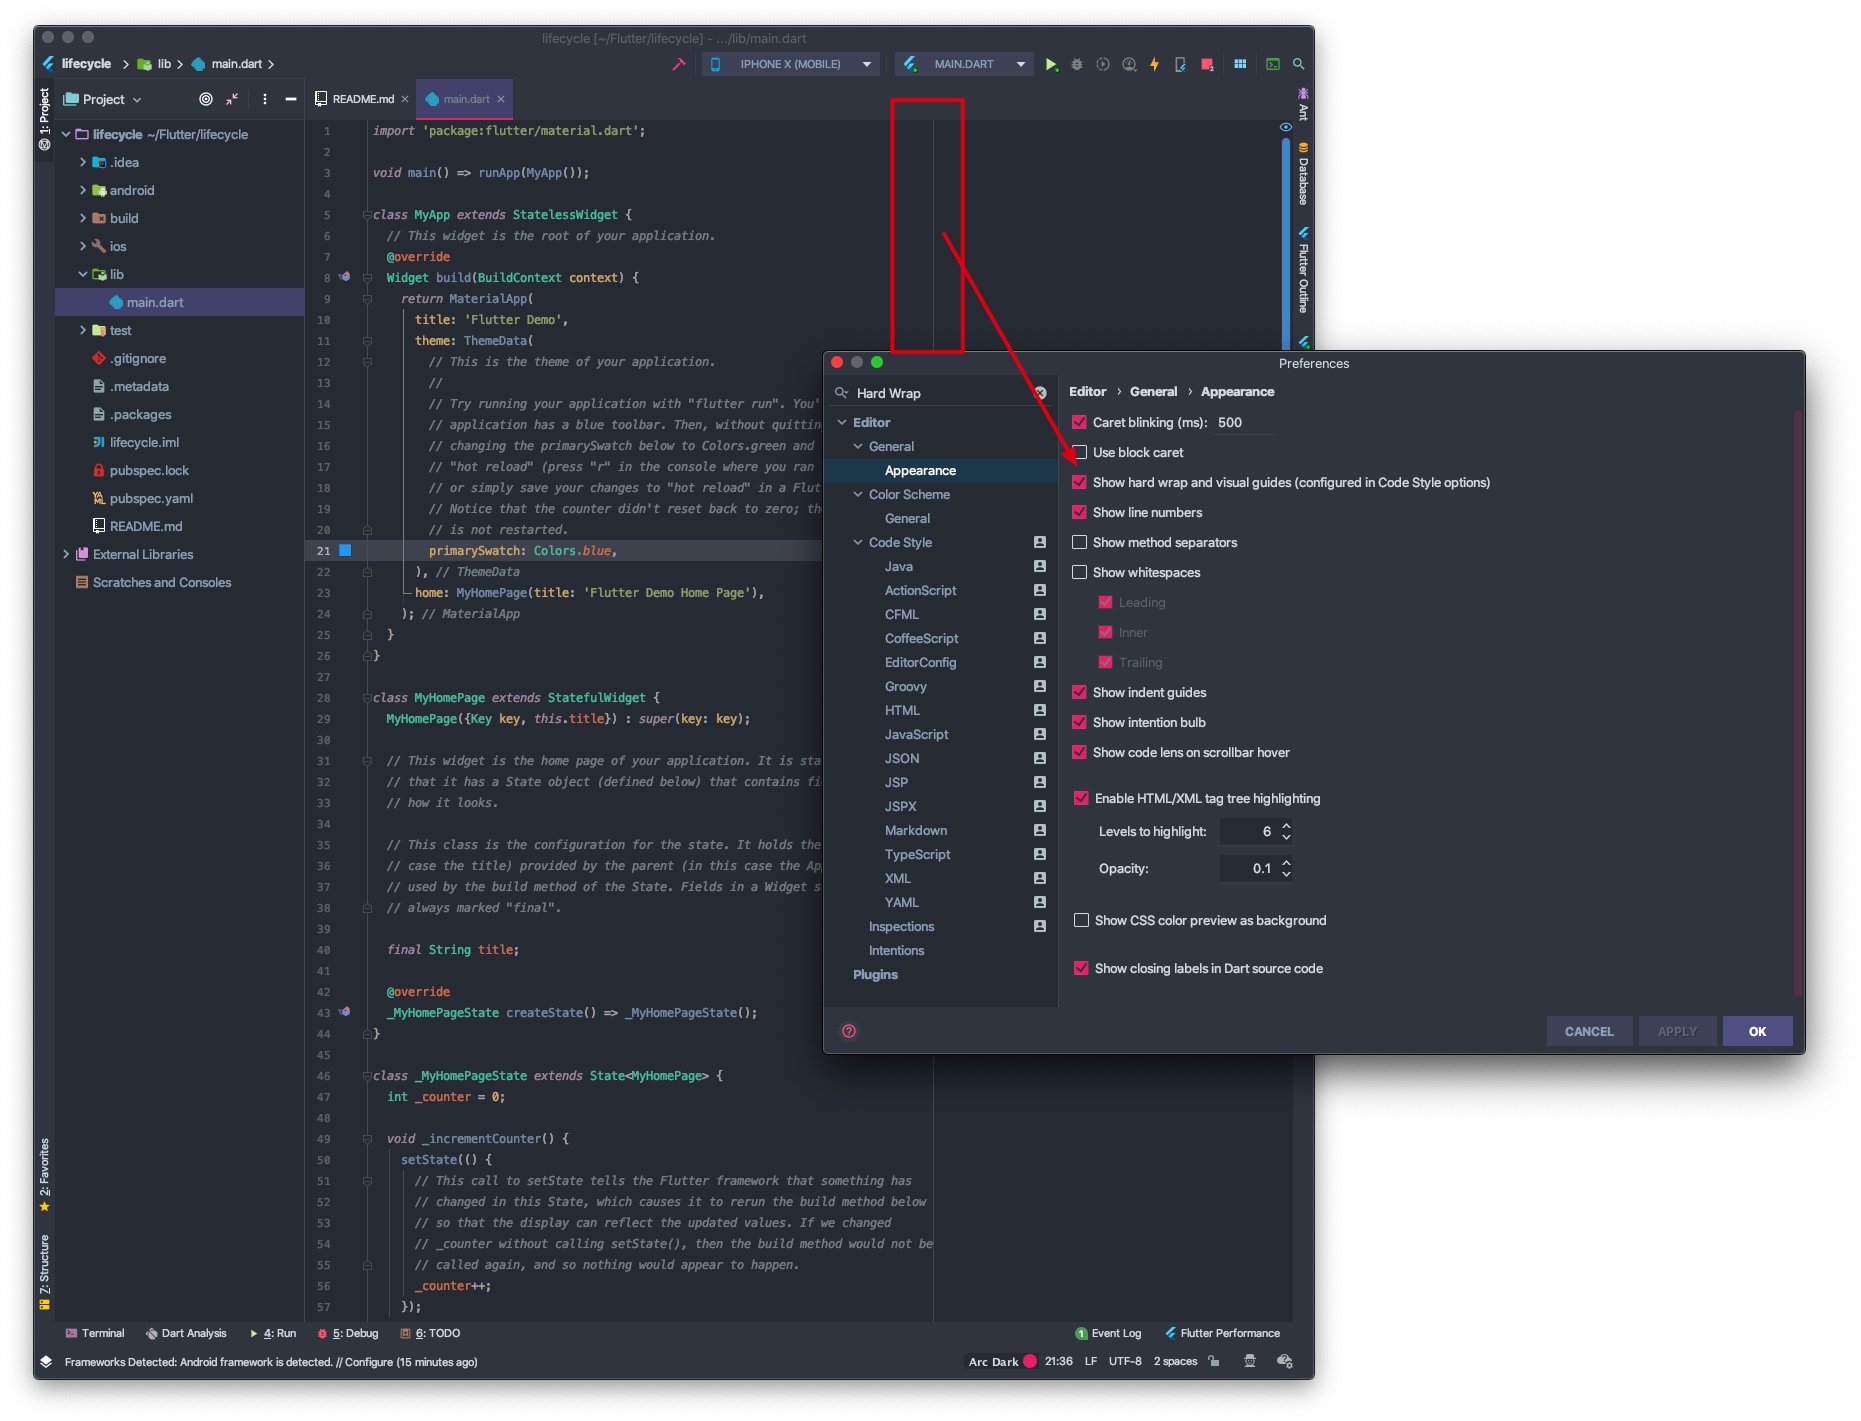 lifecycle [~/Flutter/lifecycle] - .../lib/main.dart
lifecycle > lib > main.dart > IPHONE X (MOBILE) MAIN.DART
Project README.md × main.dart ×
1: Project
lifecycle ~/Flutter/lifecycle
.idea
android
build
ios
lib
main.dart
test
.gitignore
.metadata
.packages
lifecycle.iml
pubspec.lock
pubspec.yaml
README.md
External Libraries
Scratches and Consoles
2: Favorites
7: Structure
1 import 'package:flutter/material.dart';
2
3 void main() => runApp(MyApp());
4
5 class MyApp extends StatelessWidget {
6 // This widget is the root of your application.
7 @override
8 Widget build(BuildContext context) {
9 return MaterialApp(
10 title: 'Flutter Demo',
11 theme: ThemeData(
12 // This is the theme of your application.
13 //
14 // Try running your application with "flutter run". You'
15 // application has a blue toolbar. Then, without quittin
16 // changing the primarySwatch below to Colors.green and
17 // "hot reload" (press "r" in the console where you ran
18 // or simply save your changes to "hot reload" in a Flut
19 // Notice that the counter didn't reset back to zero; th
20 // is not restarted.
21 primarySwatch: Colors.blue,
22 ), // ThemeData
23 home: MyHomePage(title: 'Flutter Demo Home Page'),
24 ); // MaterialApp
25 }
26 }
27
28 class MyHomePage extends StatefulWidget {
29 MyHomePage({Key key, this.title}) : super(key: key);
30
31 // This widget is the home page of your application. It is sta
32 // that it has a State object (defined below) that contains fi
33 // how it looks.
34
35 // This class is the configuration for the state. It holds the
36 // case the title) provided by the parent (in this case the Ap
37 // used by the build method of the State. Fields in a Widget s
38 // always marked "final".
39
40 final String title;
41
42 @override
43 _MyHomePageState createState() => _MyHomePageState();
44 }
45
46 class _MyHomePageState extends State<MyHomePage> {
47 int _counter = 0;
48
49 void _incrementCounter() {
50 setState(() {
51 // This call to setState tells the Flutter framework that something has
52 // changed in this State, which causes it to rerun the build method below
53 // so that the display can reflect the updated values. If we changed
54 // _counter without calling setState(), then the build method would not be
55 // called again, and so nothing would appear to happen.
56 _counter++;
57 });
Ant
Database
Flutter Outline
Preferences
Hard Wrap
Editor
General
Appearance
Color Scheme
General
Code Style
Java
ActionScript
CFML
CoffeeScript
EditorConfig
Groovy
HTML
JavaScript
JSON
JSP
JSPX
Markdown
TypeScript
XML
YAML
Inspections
Intentions
Plugins
Editor › General › Appearance
Caret blinking (ms): 500
Use block caret
Show hard wrap and visual guides (configured in Code Style options)
Show line numbers
Show method separators
Show whitespaces
Leading
Inner
Trailing
Show indent guides
Show intention bulb
Show code lens on scrollbar hover
Enable HTML/XML tag tree highlighting
Levels to highlight: 6
Opacity: 0.1
Show CSS color preview as background
Show closing labels in Dart source code
CANCEL APPLY OK
Terminal Dart Analysis 4: Run 5: Debug 6: TODO 1 Event Log Flutter Performance
Frameworks Detected: Android framework is detected. // Configure (15 minutes ago) Arc Dark 21:36 LF UTF-8 2 spaces